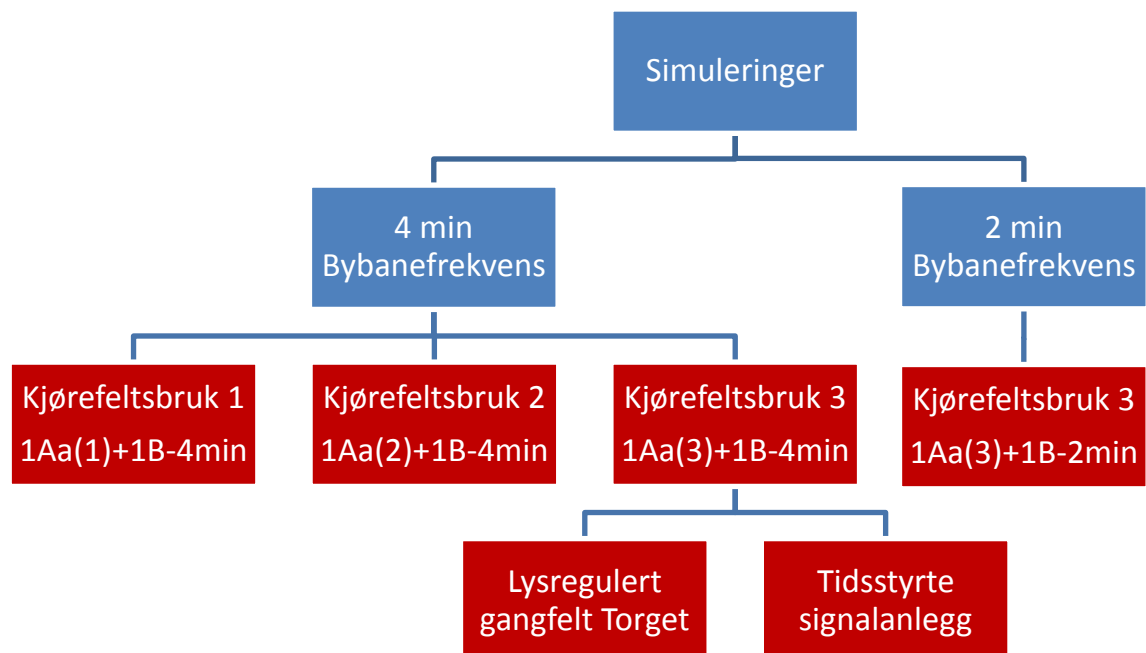 Simuleringer
4 min
Bybanefrekvens
2 min
Bybanefrekvens
Kjørefeltsbruk 1
1Aa(1)+1B-4min
Kjørefeltsbruk 2
1Aa(2)+1B-4min
Kjørefeltsbruk 3
1Aa(3)+1B-4min
Kjørefeltsbruk 3
1Aa(3)+1B-2min
Lysregulert
gangfelt Torget
Tidsstyrte
signalanlegg